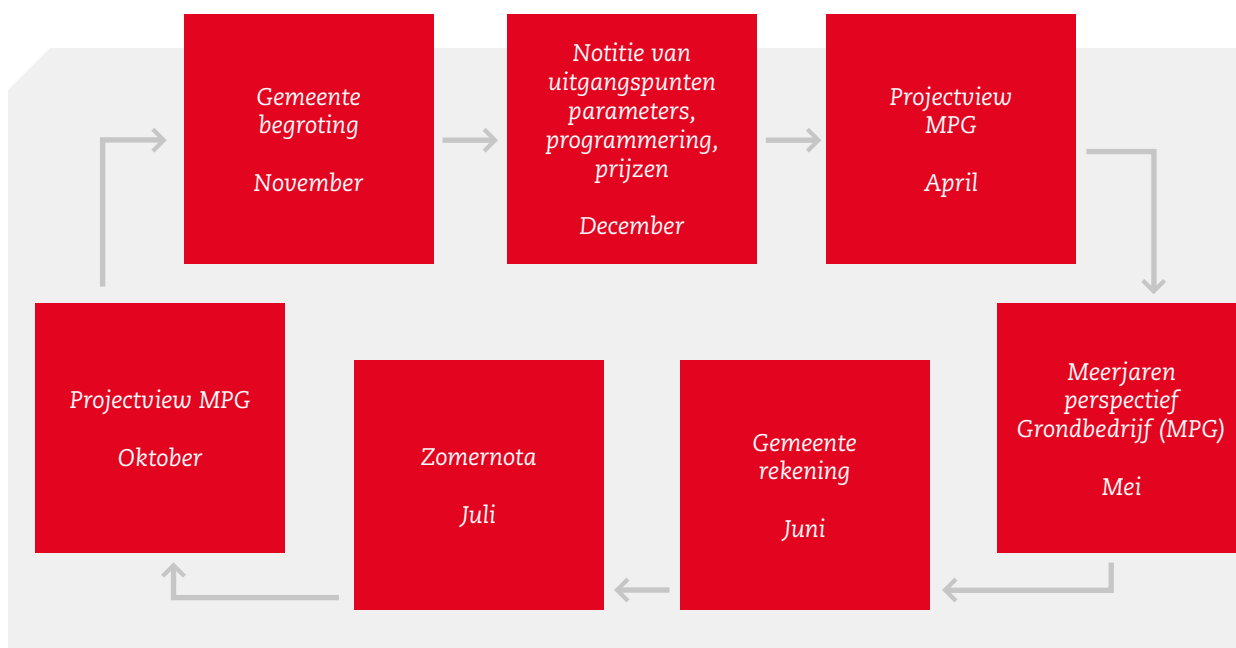 Gemeente
begroting
November
Notitie van
uitgangspunten
parameters,
programmering,
prijzen
December
Projectview
MPG
April
Meerjaren
perspectief
Grondbedrijf (MPG)
Mei
Gemeente
rekening
Juni
Zomernota
Juli
Projectview MPG
Oktober